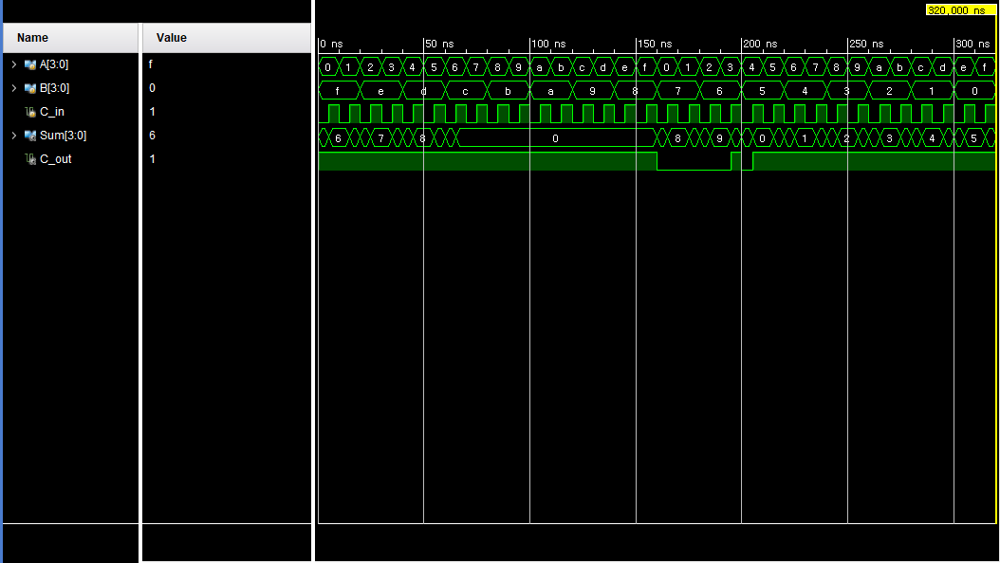 320,000 ns
Name Value
0 ns 50 ns 100 ns 150 ns 200 ns 250 ns 300 ns
A[3:0] f 0 1 2 3 4 5 6 7 8 9 a b c d e f 0 1 2 3 4 5 6 7 8 9 a b c d e f
B[3:0] 0 f e d c b a 9 8 7 6 5 4 3 2 1 0
C_in 1
Sum[3:0] 6 6 7 8 0 8 9 0 1 2 3 4 5
C_out 1